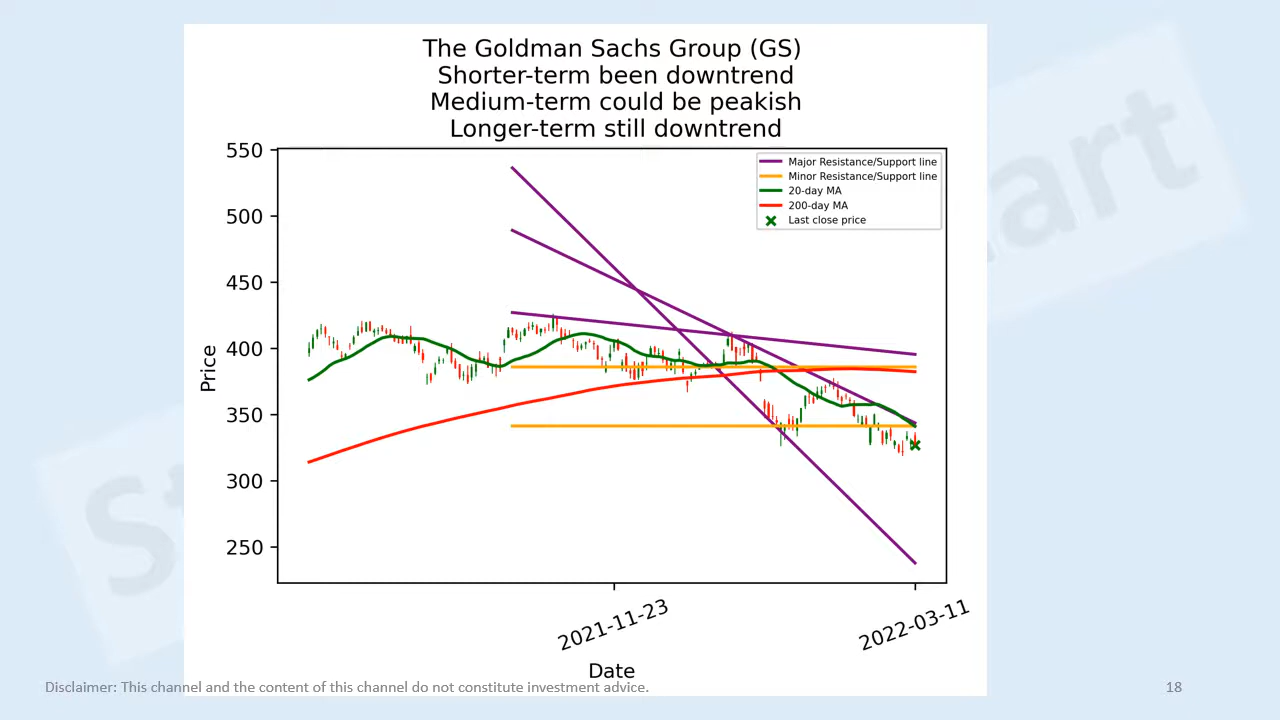 The Goldman Sachs Group (GS)
Shorter-term been downtrend
Medium-term could be peakish
Longer-term still downtrend
550
500
450
400
350
300
250
Price
Major Resistance/Support line
Minor Resistance/Support line
20-day MA
200-day MA
Last close price
2021-11-23
2022-03-11
Date
Disclaimer: This channel and the content of this channel do not constitute investment advice.
18